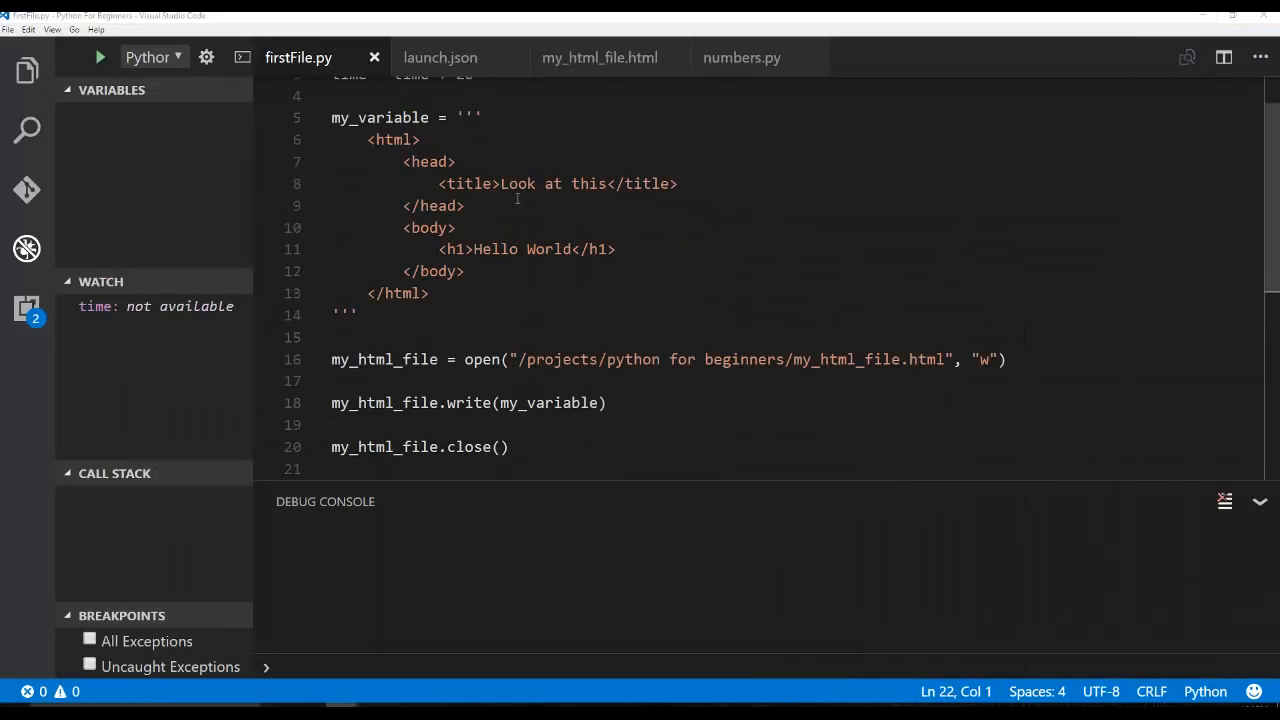 firstFile.py - Python For Beginners - Visual Studio Code
File Edit View Go Help
Python
firstFile.py
launch.json
my_html_file.html
numbers.py
VARIABLES
WATCH
time: not available
CALL STACK
BREAKPOINTS
All Exceptions
Uncaught Exceptions
2
4
5 my_variable = '''
6 <html>
7 <head>
8 <title>Look at this</title>
9 </head>
10 <body>
11 <h1>Hello World</h1>
12 </body>
13 </html>
14 '''
15
16 my_html_file = open("/projects/python for beginners/my_html_file.html", "w")
17
18 my_html_file.write(my_variable)
19
20 my_html_file.close()
21
DEBUG CONSOLE
0 0
Ln 22, Col 1 Spaces: 4 UTF-8 CRLF Python